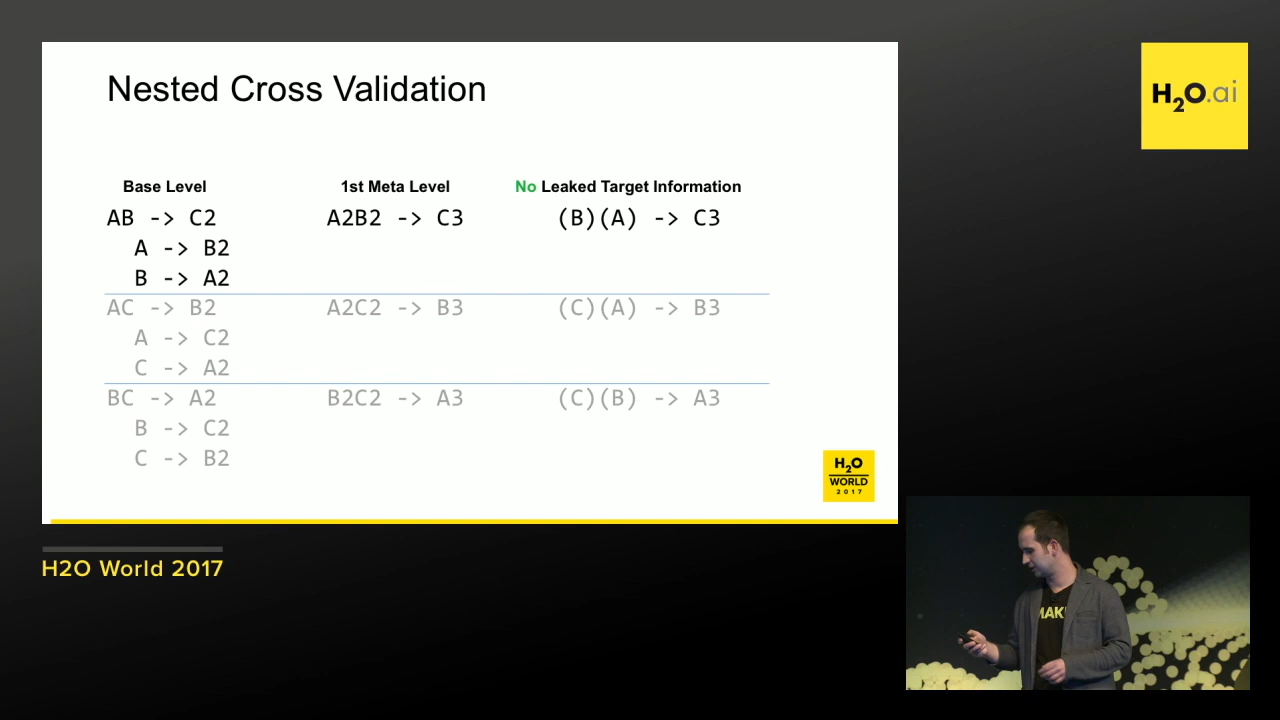 Nested Cross Validation
Base Level 1st Meta Level No Leaked Target Information
AB -> C2 A2B2 -> C3 (B)(A) -> C3
A -> B2
B -> A2
AC -> B2 A2C2 -> B3 (C)(A) -> B3
A -> C2
C -> A2
BC -> A2 B2C2 -> A3 (C)(B) -> A3
B -> C2
C -> B2
H2O
WORLD
2017
H2O.ai
H2O World 2017
MAK